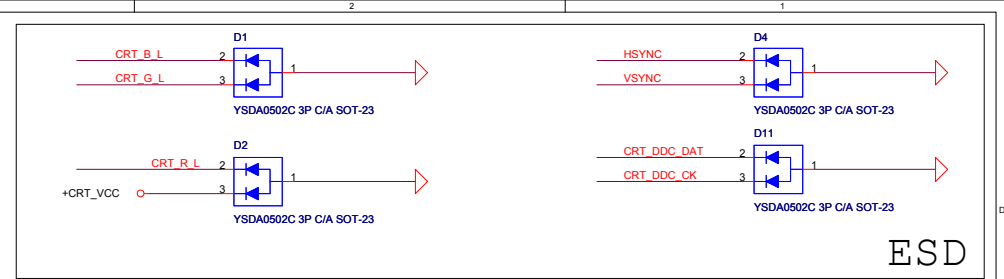 2
1
D1
CRT_B_L
2
1
CRT_G_L
3
YSDA0502C 3P C/A SOT-23
D4
HSYNC
2
1
VSYNC
3
YSDA0502C 3P C/A SOT-23
D2
CRT_R_L
2
1
+CRT_VCC
3
YSDA0502C 3P C/A SOT-23
D11
CRT_DDC_DAT
2
1
CRT_DDC_CK
3
YSDA0502C 3P C/A SOT-23
D
ESD